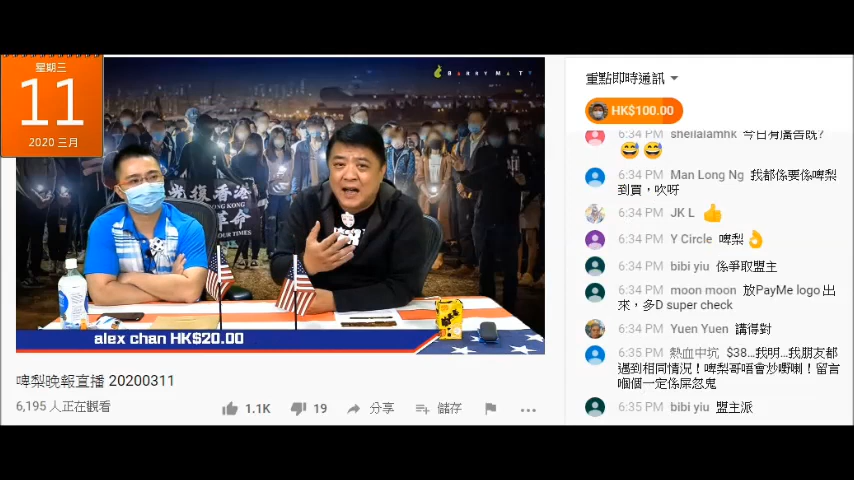 星期三
11
2020 三月
BARRY MA TT
光復香港
HONG KONG
革命
OUR TIMES
alex chan HK$20.00
啤梨晚報直播 20200311
6,195 人正在觀看
1.1K
19
分享
儲存
重點即時通訊
HK$100.00
6:34 PM sheilalamhk 今日有廣告既?
😅😅
6:34 PM Man Long Ng 我都係要係啤梨
到買，吹呀
6:34 PM JK L 👍
6:34 PM Y Circle 啤梨👌
6:34 PM bibi yiu 係爭取盟主
6:34 PM moon moon 放PayMe logo 出
來，多D super check
6:34 PM Yuen Yuen 講得對
6:35 PM 熱血中坑 $38…我明…我朋友都
遇到相同情況！啤梨哥唔會炒嘢喇！留言
嗰個一定係屎忽鬼
6:35 PM bibi yiu 盟主派